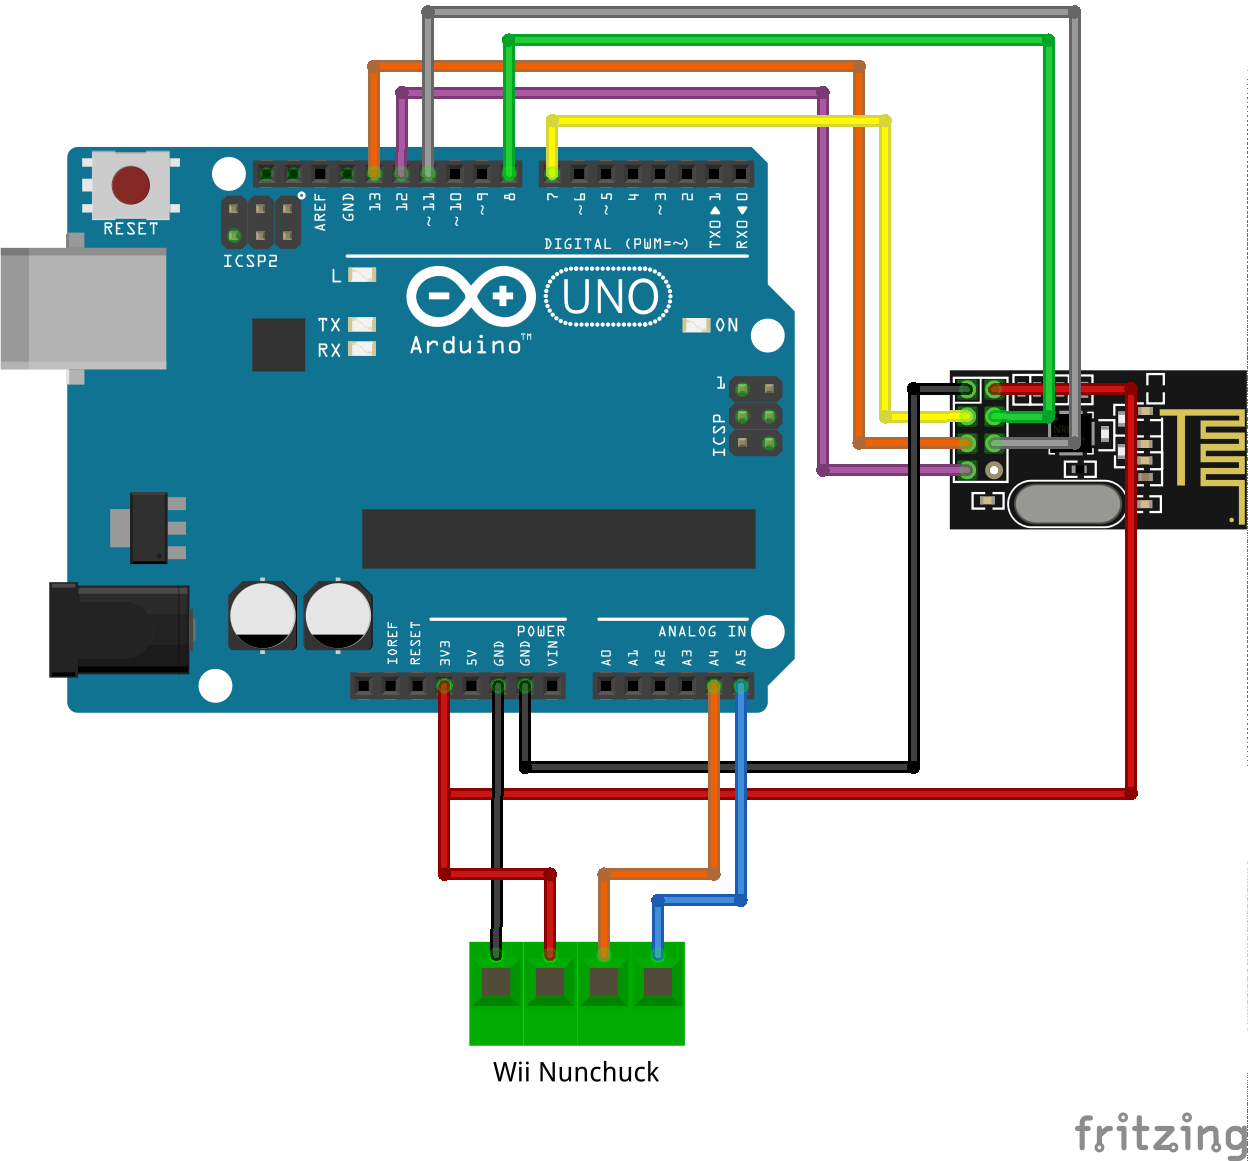 RESET
ICSP2
AREF
GND
13
12
~11
~10
~9
8
7
~6
~5
4
~3
2
TX0▶1
RX0◀0
DIGITAL (PWM=~)
L
TX
RX
UNO
Arduino™
ON
1
ICSP
IOREF
RESET
3V3
5V
GND
GND
VIN
POWER
ANALOG IN
A0
A1
A2
A3
A4
A5
Wii Nunchuck
fritzing